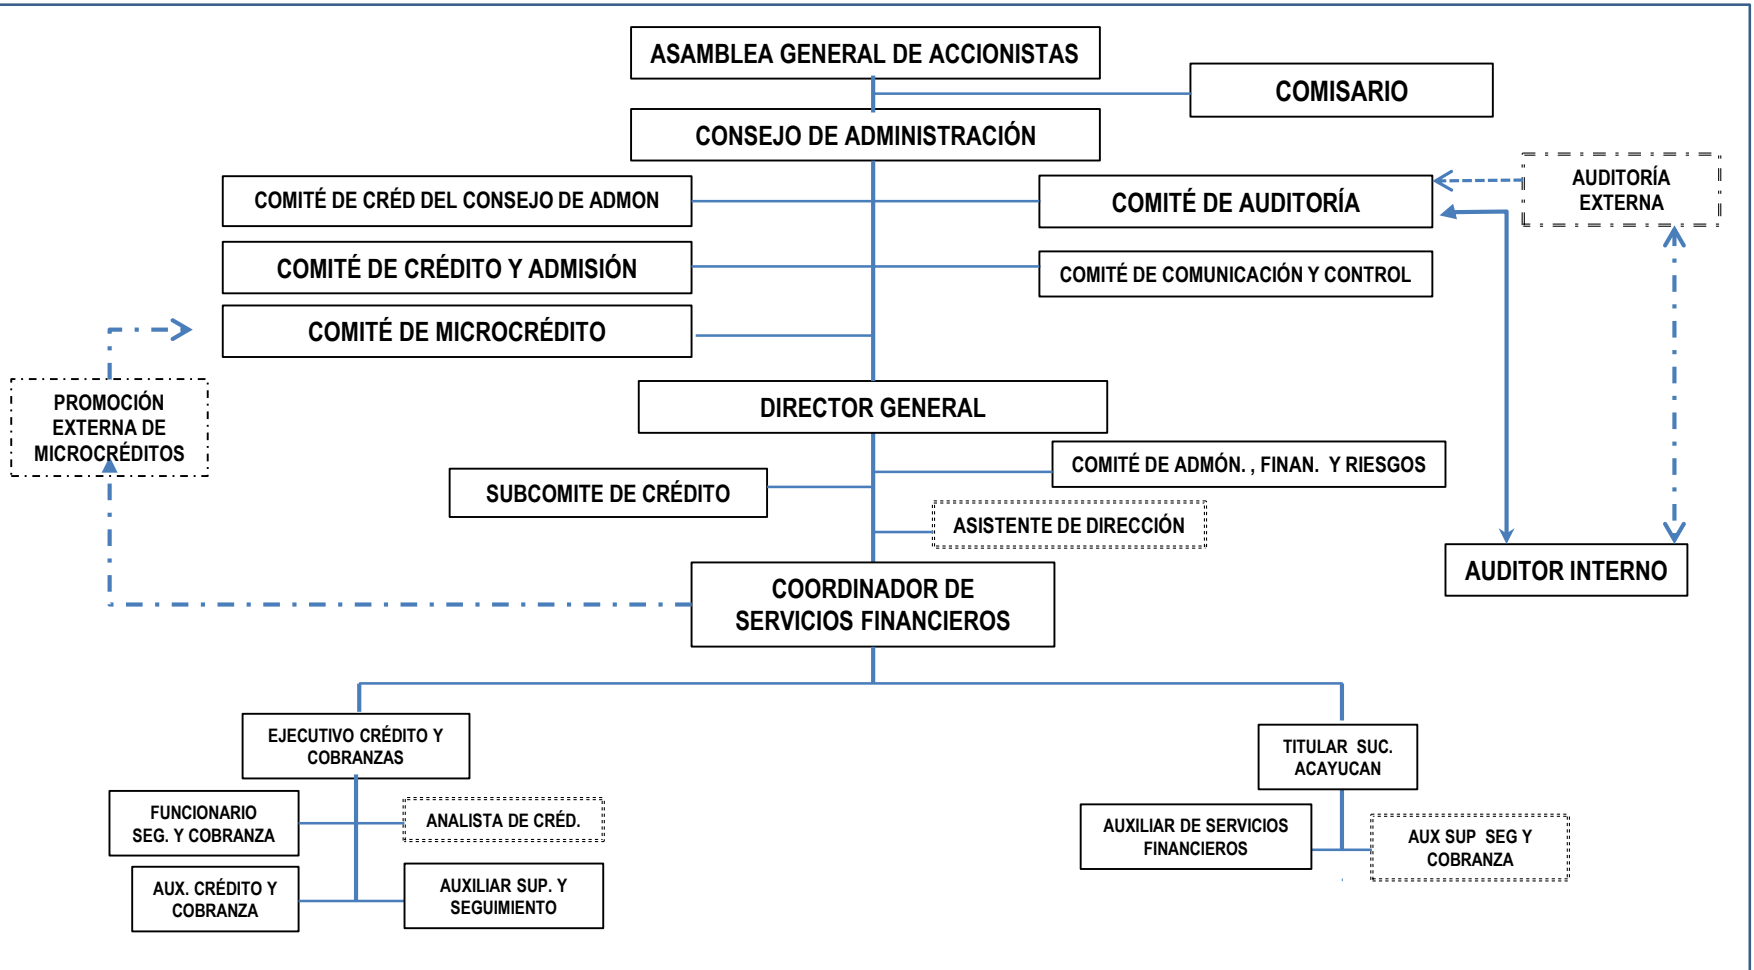 ASAMBLEA GENERAL DE ACCIONISTAS
COMISARIO
CONSEJO DE ADMINISTRACIÓN
COMITÉ DE CRÉD DEL CONSEJO DE ADMON
COMITÉ DE AUDITORÍA
AUDITORÍA
EXTERNA
COMITÉ DE CRÉDITO Y ADMISIÓN
COMITÉ DE COMUNICACIÓN Y CONTROL
COMITÉ DE MICROCRÉDITO
PROMOCIÓN
EXTERNA DE
MICROCRÉDITOS
DIRECTOR GENERAL
COMITÉ DE ADMÓN. , FINAN. Y RIESGOS
SUBCOMITE DE CRÉDITO
ASISTENTE DE DIRECCIÓN
AUDITOR INTERNO
COORDINADOR DE
SERVICIOS FINANCIEROS
EJECUTIVO CRÉDITO Y
COBRANZAS
TITULAR SUC.
ACAYUCAN
FUNCIONARIO
SEG. Y COBRANZA
ANALISTA DE CRÉD.
AUXILIAR DE SERVICIOS
FINANCIEROS
AUX SUP SEG Y
COBRANZA
AUX. CRÉDITO Y
COBRANZA
AUXILIAR SUP. Y
SEGUIMIENTO